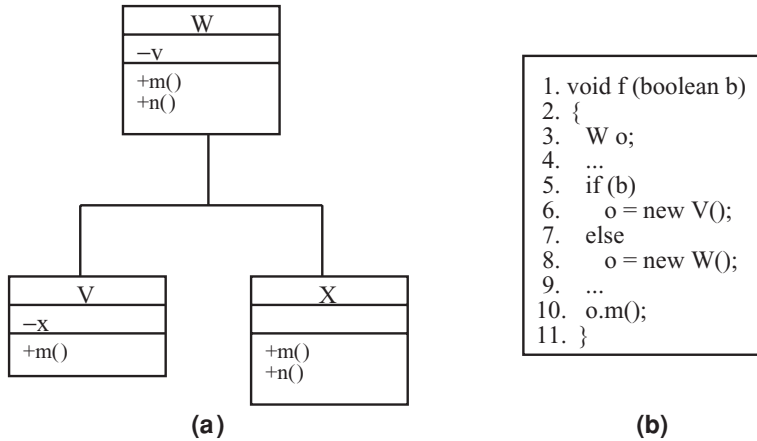 W
–v
+m()
+n()
V
–x
+m()
X
+m()
+n()
(a)
1. void f (boolean b)
2. {
3. W o;
4. ...
5. if (b)
6. o = new V();
7. else
8. o = new W();
9. ...
10. o.m();
11. }
(b)